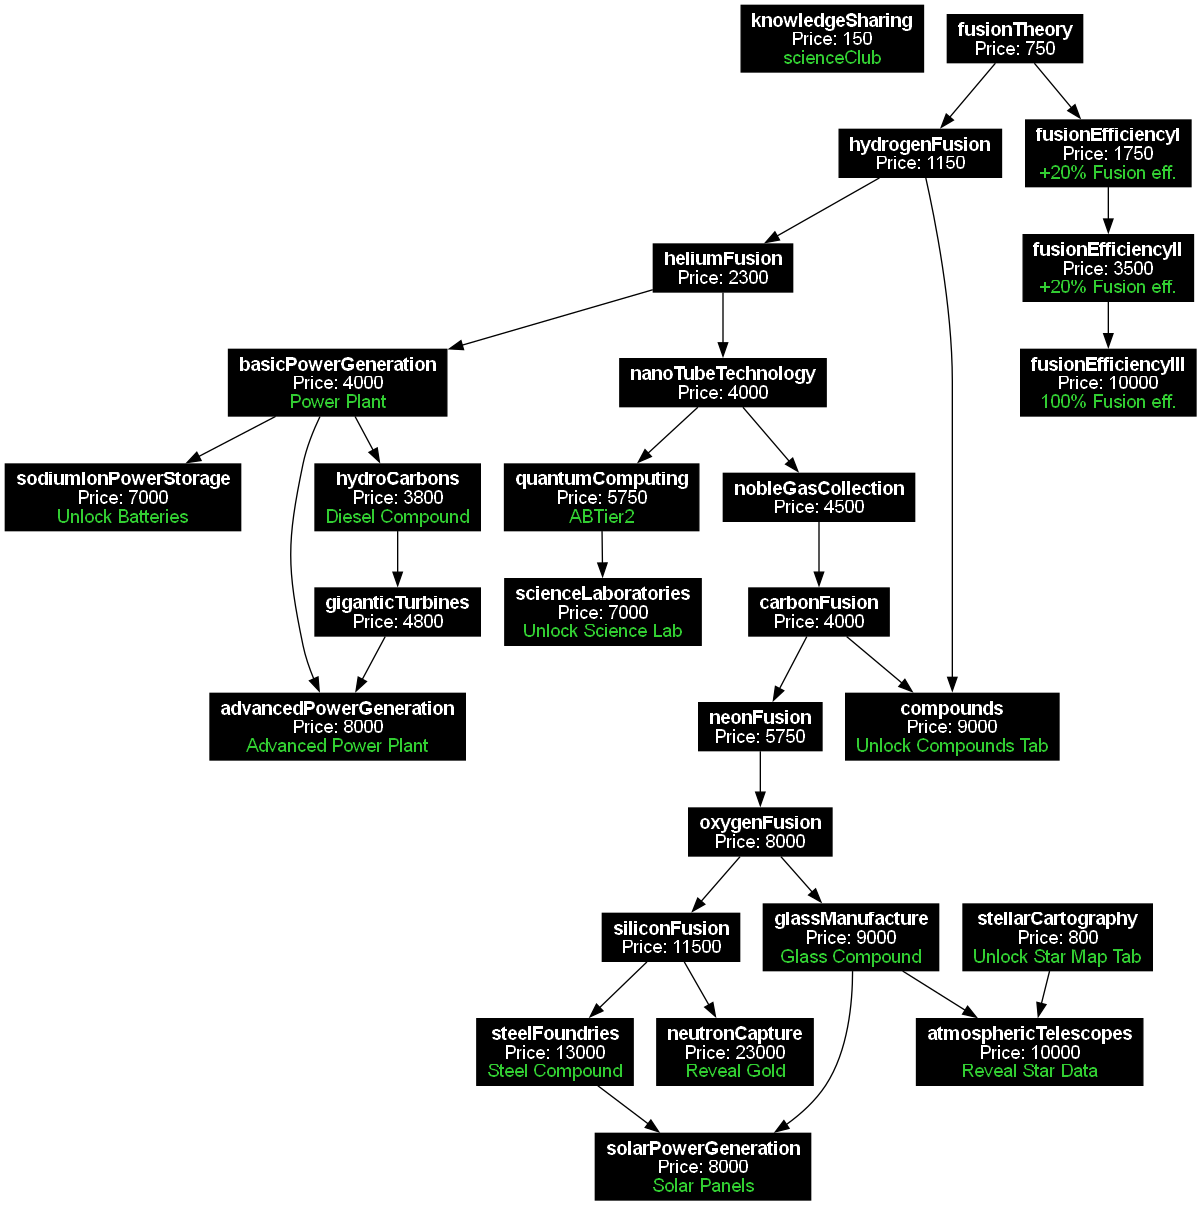 knowledgeSharing
Price: 150
scienceClub
fusionTheory
Price: 750
hydrogenFusion
Price: 1150
fusionEfficiencyI
Price: 1750
+20% Fusion eff.
heliumFusion
Price: 2300
fusionEfficiencyII
Price: 3500
+20% Fusion eff.
basicPowerGeneration
Price: 4000
Power Plant
nanoTubeTechnology
Price: 4000
fusionEfficiencyIII
Price: 10000
100% Fusion eff.
sodiumIonPowerStorage
Price: 7000
Unlock Batteries
hydroCarbons
Price: 3800
Diesel Compound
quantumComputing
Price: 5750
ABTier2
nobleGasCollection
Price: 4500
giganticTurbines
Price: 4800
scienceLaboratories
Price: 7000
Unlock Science Lab
carbonFusion
Price: 4000
advancedPowerGeneration
Price: 8000
Advanced Power Plant
neonFusion
Price: 5750
compounds
Price: 9000
Unlock Compounds Tab
oxygenFusion
Price: 8000
siliconFusion
Price: 11500
glassManufacture
Price: 9000
Glass Compound
stellarCartography
Price: 800
Unlock Star Map Tab
steelFoundries
Price: 13000
Steel Compound
neutronCapture
Price: 23000
Reveal Gold
atmosphericTelescopes
Price: 10000
Reveal Star Data
solarPowerGeneration
Price: 8000
Solar Panels